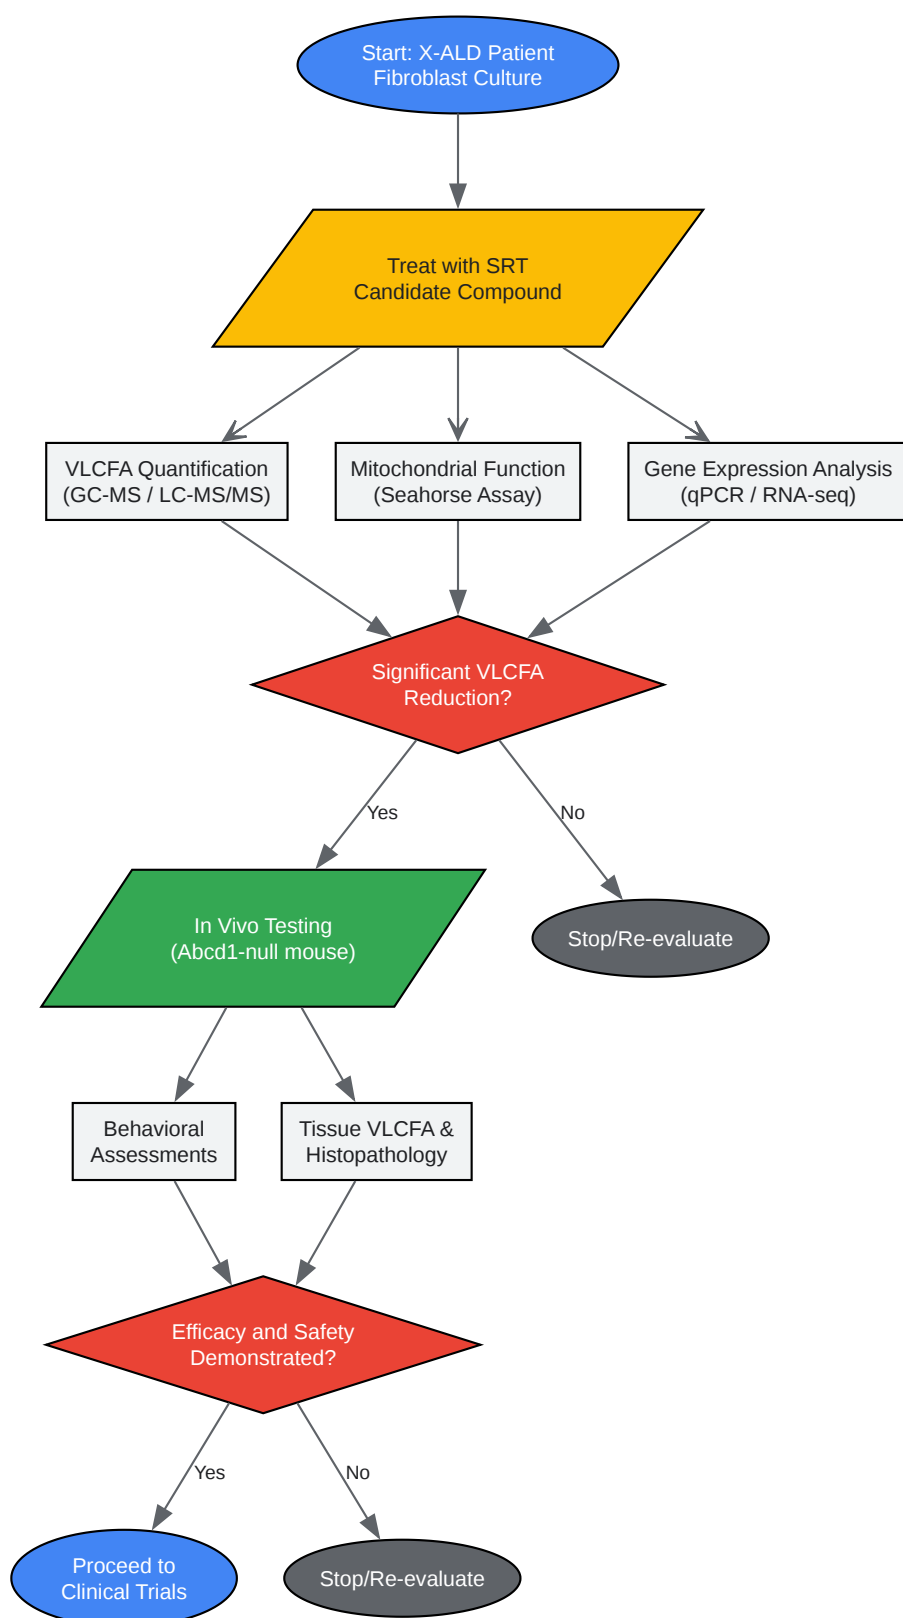 Start: X-ALD Patient
Fibroblast Culture
Treat with SRT
Candidate Compound
VLCFA Quantification
(GC-MS / LC-MS/MS)
Mitochondrial Function
(Seahorse Assay)
Gene Expression Analysis
(qPCR / RNA-seq)
Significant VLCFA
Reduction?
Yes
No
In Vivo Testing
(Abcd1-null mouse)
Stop/Re-evaluate
Behavioral
Assessments
Tissue VLCFA &
Histopathology
Efficacy and Safety
Demonstrated?
Yes
No
Proceed to
Clinical Trials
Stop/Re-evaluate